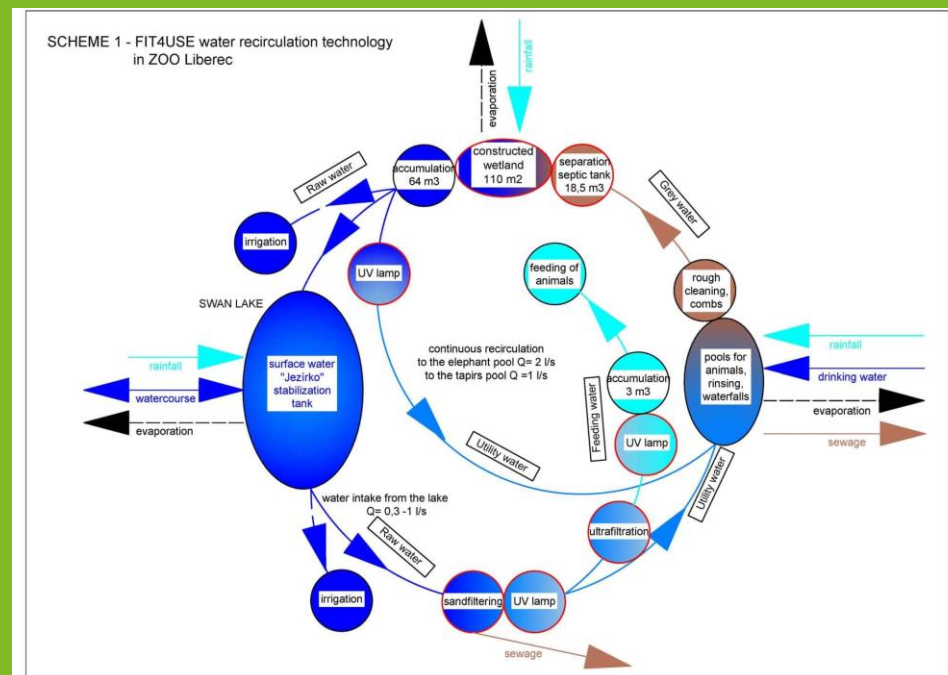 SCHEME 1 - FIT4USE water recirculation technology
in ZOO Liberec
evaporation
rainfall
constructed
wetland
110 m2
accumulation
64 m3
separation
septic tank
18,5 m3
Raw water
Grey water
irrigation
UV lamp
feeding of
animals
rough
cleaning,
combs
SWAN LAKE
surface water
"Jezírko"
stabilization
tank
rainfall
watercourse
evaporation
continuous recirculation
to the elephant pool Q= 2 l/s
to the tapirs pool Q =1 l/s
accumulation
3 m3
pools for
animals,
rinsing,
waterfalls
rainfall
drinking water
evaporation
sewage
Feeding water
UV lamp
Utility water
Utility water
water intake from the lake
Q= 0,3 -1 l/s
Raw water
ultrafiltration
irrigation
sandfiltering
UV lamp
sewage